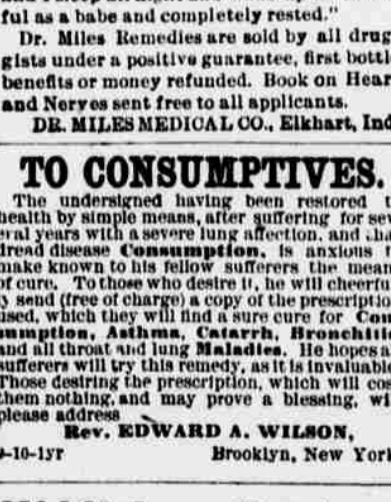 ful as a babe and completely rested."
Dr. Miles Remedies are sold by all drug
gists under a positive guarantee, first bottl
benefits or money refunded. Book on Hear
and Nerves sent free to all applicants.
DR. MILES MEDICAL CO., Elkhart, Ind
TO CONSUMPTIVES.
The undersigned having been restored t
health by simple means, after suffering for sev
eral years with a severe lung affection, and tha
dread disease Consumption, is anxious t
make known to his fellow sufferers the mean
of cure. To those who desire it, he will cheerful
y send (free of charge) a copy of the prescriptio
used, which they will find a sure cure for Con
sumption, Asthma, Catarrh, Bronchitis
and all throat and lung Maladies. He hopes a
sufferers will try this remedy, as it is invaluable
Those desiring the prescription, which will cos
them nothing, and may prove a blessing, wi
please address
Rev. EDWARD A. WILSON,
9-10-1yr Brooklyn, New York